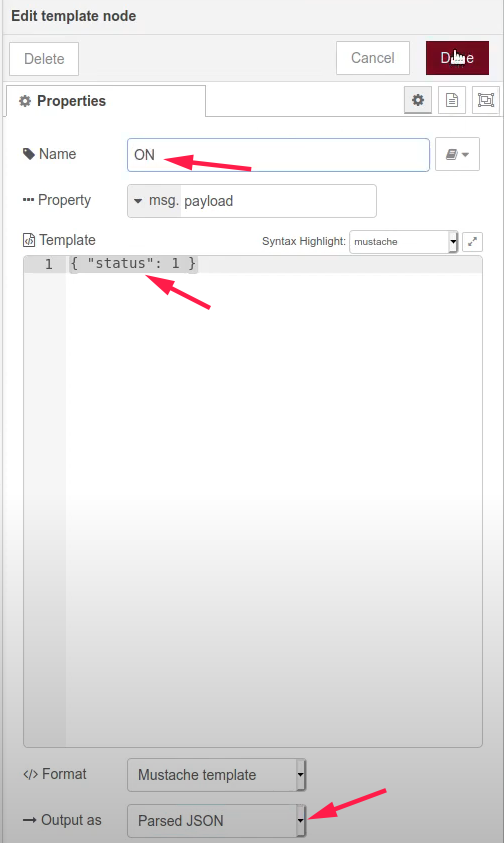 Edit template node
Delete
Cancel
Properties
Name
ON
Property
msg. payload
Template
Syntax Highlight: mustache
1 { "status": 1 }
</> Format
Mustache template
Output as
Parsed JSON